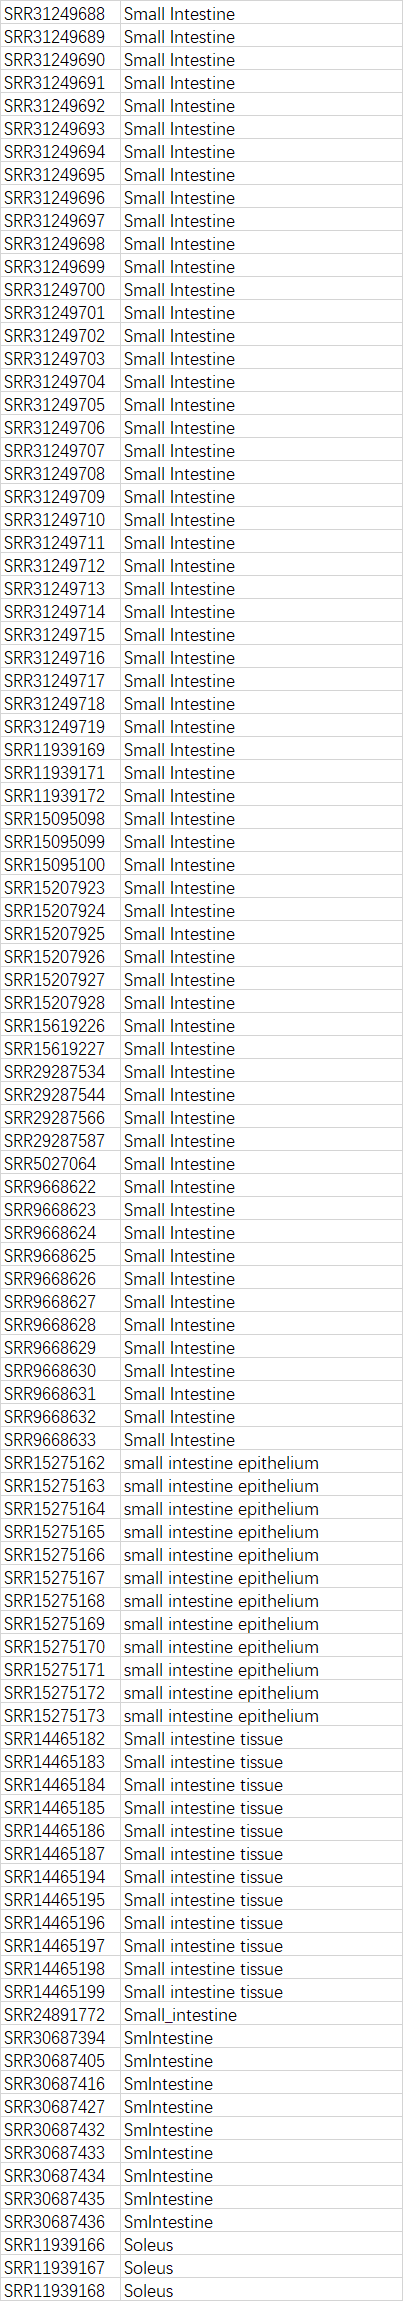 SRR31249688 Small Intestine
SRR31249689 Small Intestine
SRR31249690 Small Intestine
SRR31249691 Small Intestine
SRR31249692 Small Intestine
SRR31249693 Small Intestine
SRR31249694 Small Intestine
SRR31249695 Small Intestine
SRR31249696 Small Intestine
SRR31249697 Small Intestine
SRR31249698 Small Intestine
SRR31249699 Small Intestine
SRR31249700 Small Intestine
SRR31249701 Small Intestine
SRR31249702 Small Intestine
SRR31249703 Small Intestine
SRR31249704 Small Intestine
SRR31249705 Small Intestine
SRR31249706 Small Intestine
SRR31249707 Small Intestine
SRR31249708 Small Intestine
SRR31249709 Small Intestine
SRR31249710 Small Intestine
SRR31249711 Small Intestine
SRR31249712 Small Intestine
SRR31249713 Small Intestine
SRR31249714 Small Intestine
SRR31249715 Small Intestine
SRR31249716 Small Intestine
SRR31249717 Small Intestine
SRR31249718 Small Intestine
SRR31249719 Small Intestine
SRR11939169 Small Intestine
SRR11939171 Small Intestine
SRR11939172 Small Intestine
SRR15095098 Small Intestine
SRR15095099 Small Intestine
SRR15095100 Small Intestine
SRR15207923 Small Intestine
SRR15207924 Small Intestine
SRR15207925 Small Intestine
SRR15207926 Small Intestine
SRR15207927 Small Intestine
SRR15207928 Small Intestine
SRR15619226 Small Intestine
SRR15619227 Small Intestine
SRR29287534 Small Intestine
SRR29287544 Small Intestine
SRR29287566 Small Intestine
SRR29287587 Small Intestine
SRR5027064 Small Intestine
SRR9668622 Small Intestine
SRR9668623 Small Intestine
SRR9668624 Small Intestine
SRR9668625 Small Intestine
SRR9668626 Small Intestine
SRR9668627 Small Intestine
SRR9668628 Small Intestine
SRR9668629 Small Intestine
SRR9668630 Small Intestine
SRR9668631 Small Intestine
SRR9668632 Small Intestine
SRR9668633 Small Intestine
SRR15275162 small intestine epithelium
SRR15275163 small intestine epithelium
SRR15275164 small intestine epithelium
SRR15275165 small intestine epithelium
SRR15275166 small intestine epithelium
SRR15275167 small intestine epithelium
SRR15275168 small intestine epithelium
SRR15275169 small intestine epithelium
SRR15275170 small intestine epithelium
SRR15275171 small intestine epithelium
SRR15275172 small intestine epithelium
SRR15275173 small intestine epithelium
SRR14465182 Small intestine tissue
SRR14465183 Small intestine tissue
SRR14465184 Small intestine tissue
SRR14465185 Small intestine tissue
SRR14465186 Small intestine tissue
SRR14465187 Small intestine tissue
SRR14465194 Small intestine tissue
SRR14465195 Small intestine tissue
SRR14465196 Small intestine tissue
SRR14465197 Small intestine tissue
SRR14465198 Small intestine tissue
SRR14465199 Small intestine tissue
SRR24891772 Small_intestine
SRR30687394 SmIntestine
SRR30687405 SmIntestine
SRR30687416 SmIntestine
SRR30687427 SmIntestine
SRR30687432 SmIntestine
SRR30687433 SmIntestine
SRR30687434 SmIntestine
SRR30687435 SmIntestine
SRR30687436 SmIntestine
SRR11939166 Soleus
SRR11939167 Soleus
SRR11939168 Soleus